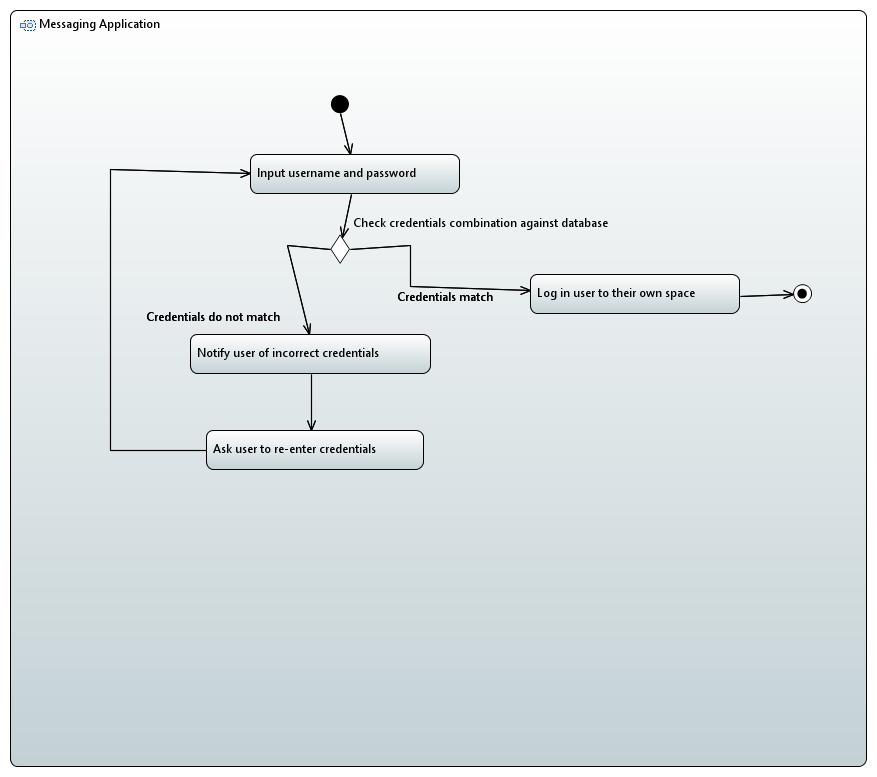 Messaging Application
Input username and password
Check credentials combination against database
Log in user to their own space
Credentials match
Credentials do not match
Notify user of incorrect credentials
Ask user to re-enter credentials